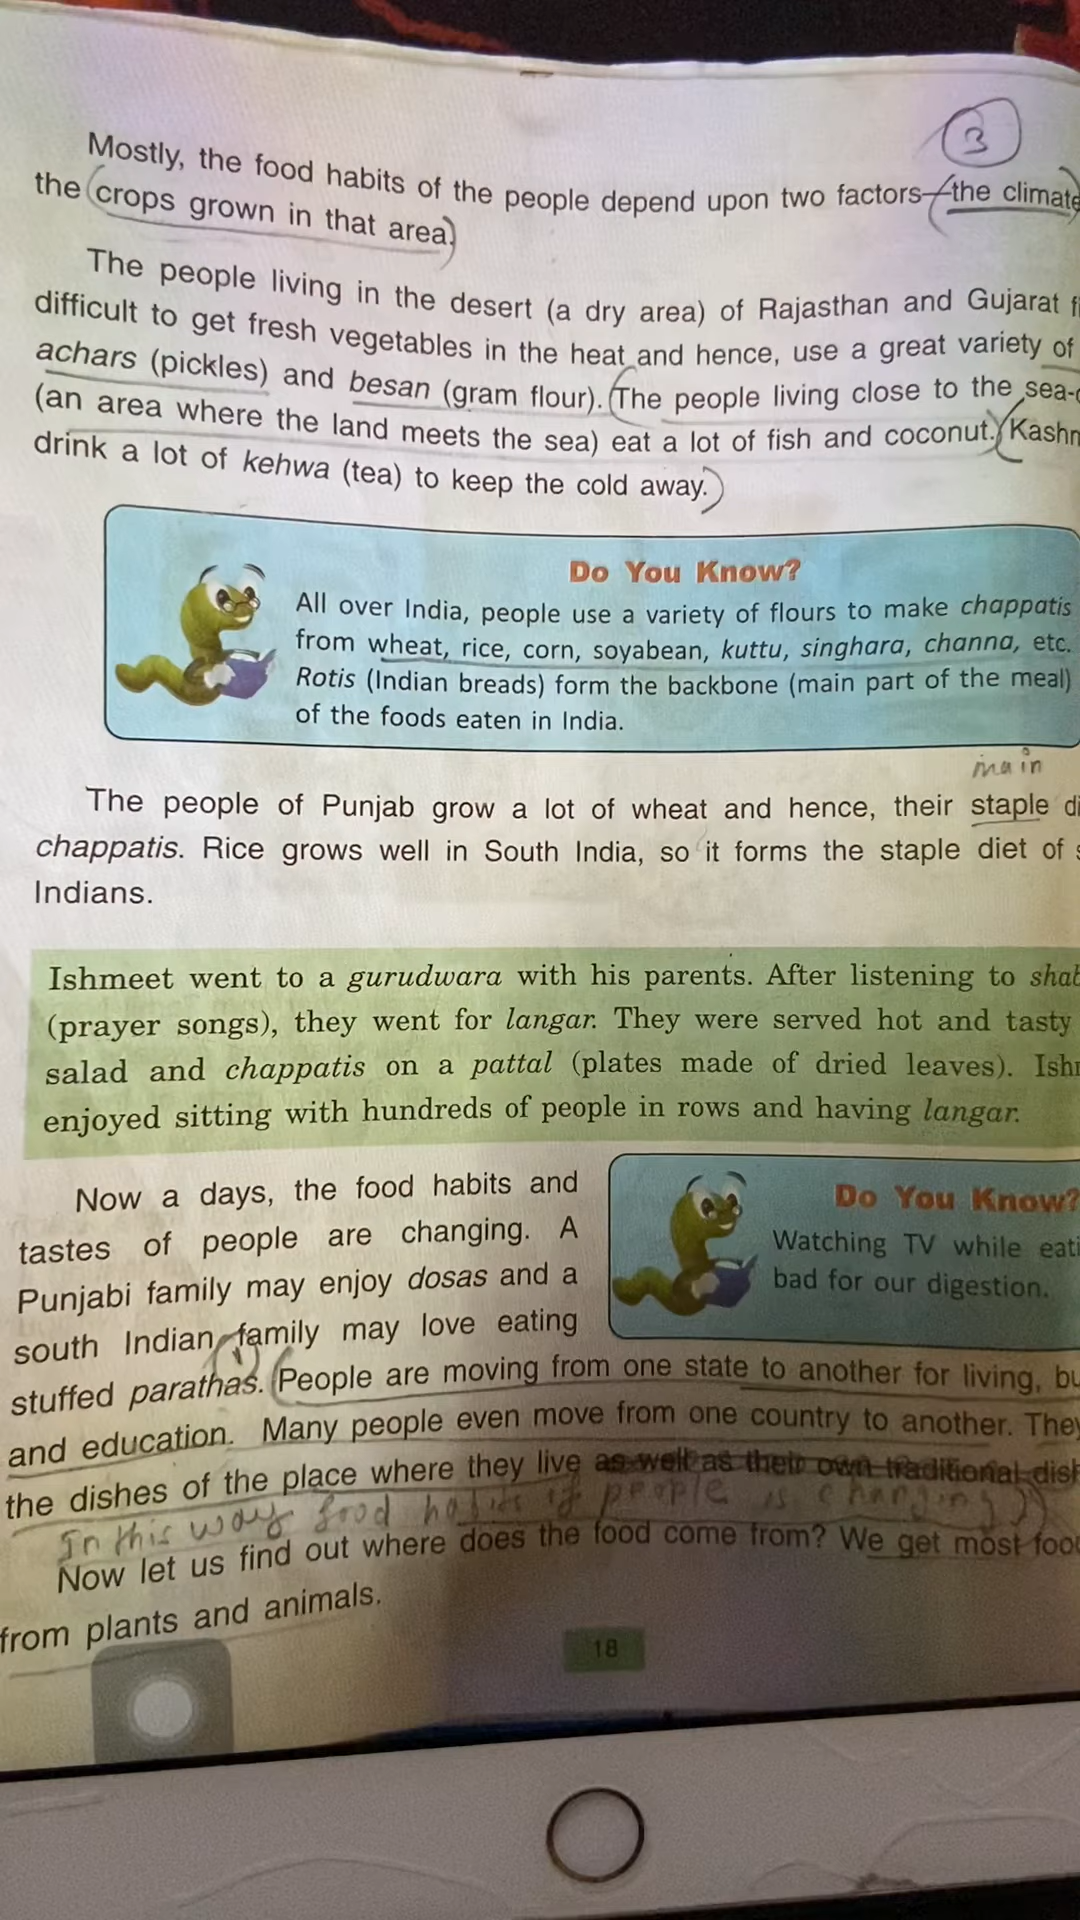 3
Mostly, the food habits of the people depend upon two factors–the climate
the crops grown in that area.
The people living in the desert (a dry area) of Rajasthan and Gujarat
difficult to get fresh vegetables in the heat and hence, use a great variety of
achars (pickles) and besan (gram flour). The people living close to the sea-
(an area where the land meets the sea) eat a lot of fish and coconut.
drink a lot of kehwa (tea) to keep the cold away.
Do You Know?
All over India, people use a variety of flours to make chappatis
from wheat, rice, corn, soyabean, kuttu, singhara, channa, etc.
Rotis (Indian breads) form the backbone (main part of the meal)
of the foods eaten in India.
main
The people of Punjab grow a lot of wheat and hence, their staple
chappatis. Rice grows well in South India, so it forms the staple diet of
Indians.
Ishmeet went to a gurudwara with his parents. After listening to
(prayer songs), they went for langar. They were served hot and tasty
salad and chappatis on a pattal (plates made of dried leaves).
enjoyed sitting with hundreds of people in rows and having langar.
Now a days, the food habits and
tastes of people are changing. A
Punjabi family may enjoy dosas and a
south Indian family may love eating
stuffed parathas. People are moving from one state to another for living,
and education. Many people even move from one country to another. They
the dishes of the place where they live as well as their own traditional
In this way food habits of people is changing
Now let us find out where does the food come from? We get most
from plants and animals.
Do You Know?
Watching TV while
bad for our digestion.
18